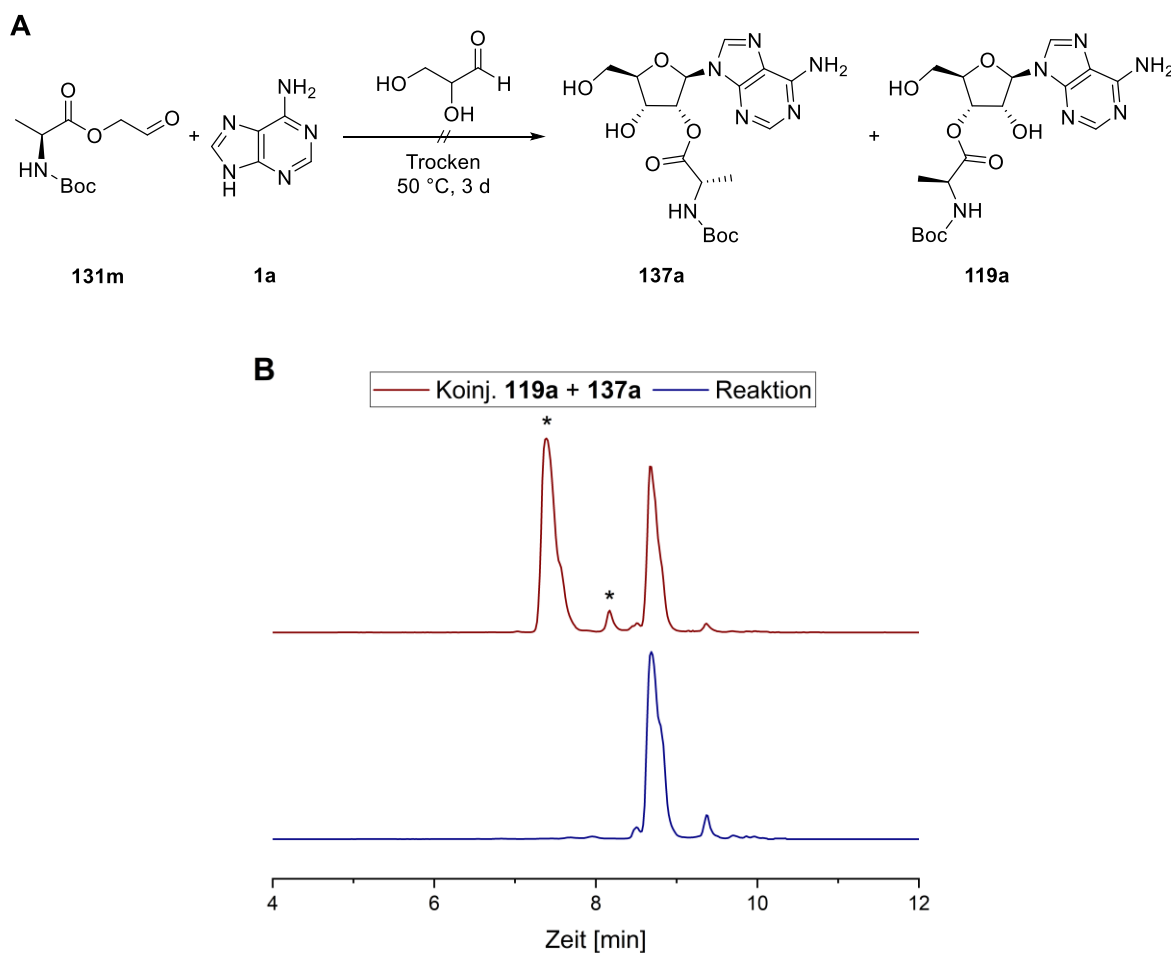 A
O
O
O
HN
Boc
131m
+
NH2
N
N
N
N
H
1a
O
HO
H
OH
Trocken
50 °C, 3 d
HO
O
N
N
NH2
N
N
HO
O
O
HN
Boc
137a
+
HO
O
N
N
NH2
N
N
O
OH
O
NH
Boc
119a
B
Koinj. 119a + 137a
Reaktion
*
*
4
6
8
10
12
Zeit [min]